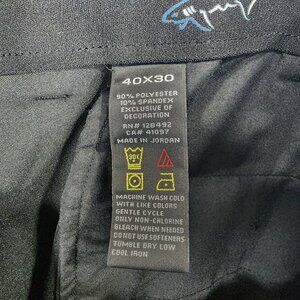 40X30
90% POLYESTER
10% SPANDEX
EXCLUSIVE OF
DECORATION
RN# 128492
CA# 41097
MADE IN JORDAN
30C
MACHINE WASH COLD
WITH LIKE COLORS
GENTLE CYCLE
ONLY NON-CHLORINE
BLEACH WHEN NEEDED
DO NOT USE SOFTENERS
TUMBLE DRY LOW
COOL IRON